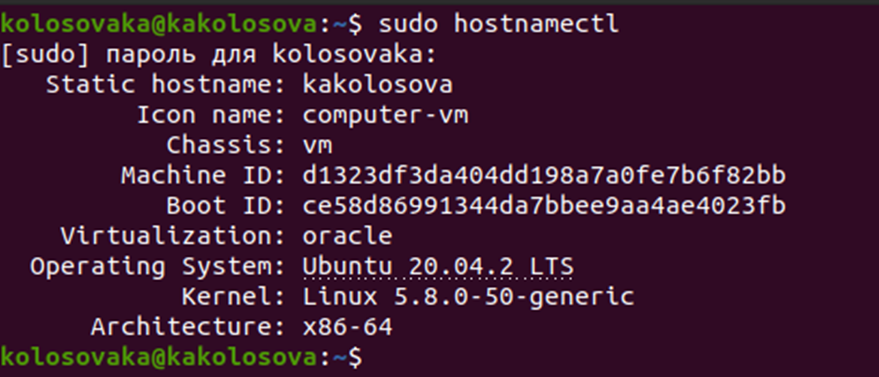 kolosovaka@kakolosova:~$ sudo hostnamectl
[sudo] пароль для kolosovaka:
Static hostname: kakolosova
Icon name: computer-vm
Chassis: vm
Machine ID: d1323df3da404dd198a7a0fe7b6f82bb
Boot ID: ce58d86991344da7bbee9aa4ae4023fb
Virtualization: oracle
Operating System: Ubuntu 20.04.2 LTS
Kernel: Linux 5.8.0-50-generic
Architecture: x86-64
kolosovaka@kakolosova:~$